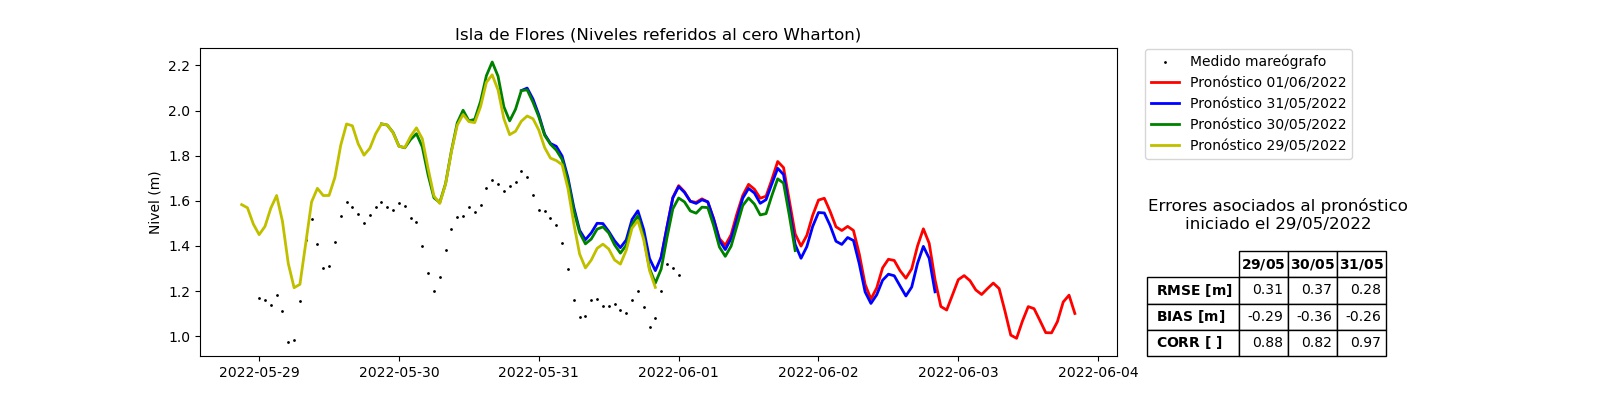 Isla de Flores (Niveles referidos al cero Wharton)
Nivel (m)
2.2
2.0
1.8
1.6
1.4
1.2
1.0
2022-05-29 2022-05-30 2022-05-31 2022-06-01 2022-06-02 2022-06-03 2022-06-04
Medido mareógrafo
Pronóstico 01/06/2022
Pronóstico 31/05/2022
Pronóstico 30/05/2022
Pronóstico 29/05/2022
Errores asociados al pronóstico
iniciado el 29/05/2022
29/05 30/05 31/05
RMSE [m] 0.31 0.37 0.28
BIAS [m] -0.29 -0.36 -0.26
CORR [ ] 0.88 0.82 0.97